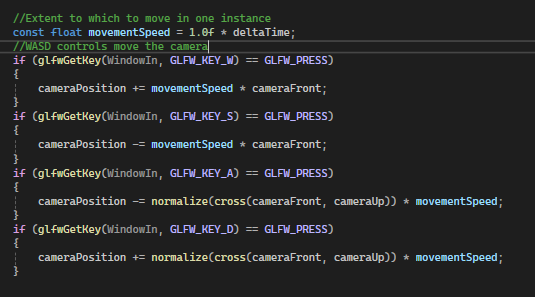 //Extent to which to move in one instance
const float movementSpeed = 1.0f * deltaTime;
//WASD controls move the camera
if (glfwGetKey(WindowIn, GLFW_KEY_W) == GLFW_PRESS)
{
cameraPosition += movementSpeed * cameraFront;
}
if (glfwGetKey(WindowIn, GLFW_KEY_S) == GLFW_PRESS)
{
cameraPosition -= movementSpeed * cameraFront;
}
if (glfwGetKey(WindowIn, GLFW_KEY_A) == GLFW_PRESS)
{
cameraPosition -= normalize(cross(cameraFront, cameraUp)) * movementSpeed;
}
if (glfwGetKey(WindowIn, GLFW_KEY_D) == GLFW_PRESS)
{
cameraPosition += normalize(cross(cameraFront, cameraUp)) * movementSpeed;
}